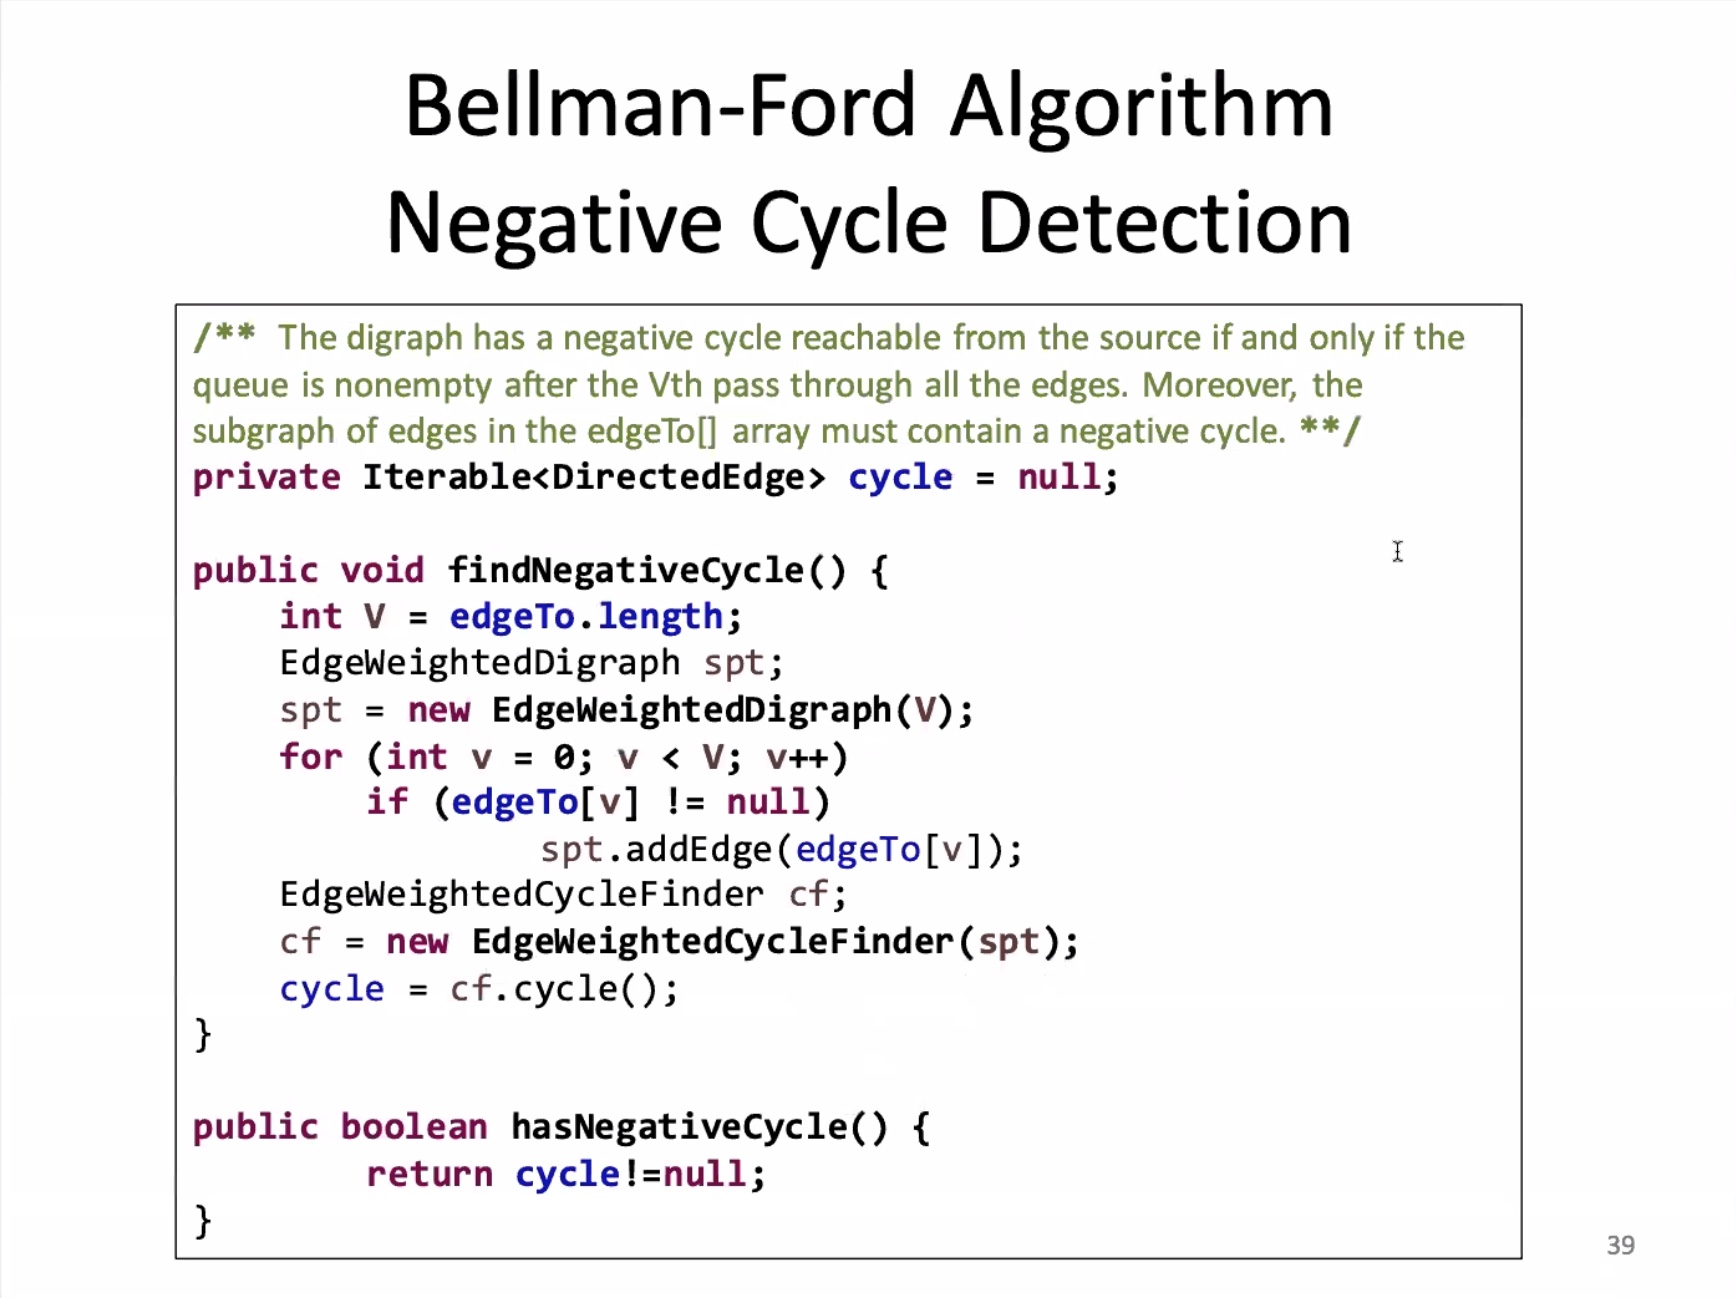 Bellman-Ford Algorithm
Negative Cycle Detection
/** The digraph has a negative cycle reachable from the source if and only if the
queue is nonempty after the Vth pass through all the edges. Moreover, the
subgraph of edges in the edgeTo[] array must contain a negative cycle. **/
private Iterable<DirectedEdge> cycle = null;
public void findNegativeCycle() {
int V = edgeTo.length;
EdgeWeightedDigraph spt;
spt = new EdgeWeightedDigraph(V);
for (int v = 0; v < V; v++)
if (edgeTo[v] != null)
spt.addEdge(edgeTo[v]);
EdgeWeightedCycleFinder cf;
cf = new EdgeWeightedCycleFinder(spt);
cycle = cf.cycle();
}
public boolean hasNegativeCycle() {
return cycle!=null;
}
39